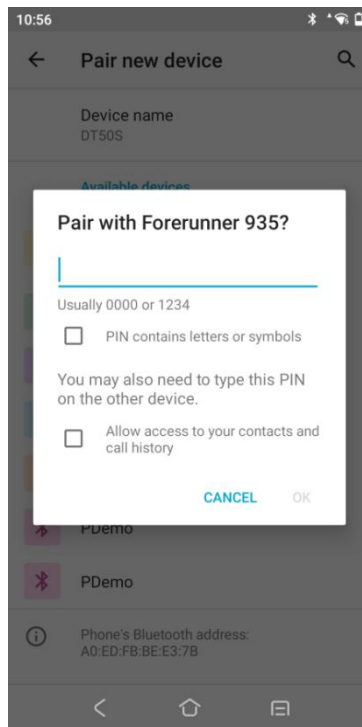 10:56
Pair new device
Device name
DT50S
Available devices
Pair with Forerunner 935?
Usually 0000 or 1234
PIN contains letters or symbols
You may also need to type this PIN
on the other device.
Allow access to your contacts and
call history
CANCEL
OK
PDemo
PDemo
Phone's Bluetooth address:
A0:ED:FB:BE:E3:7B